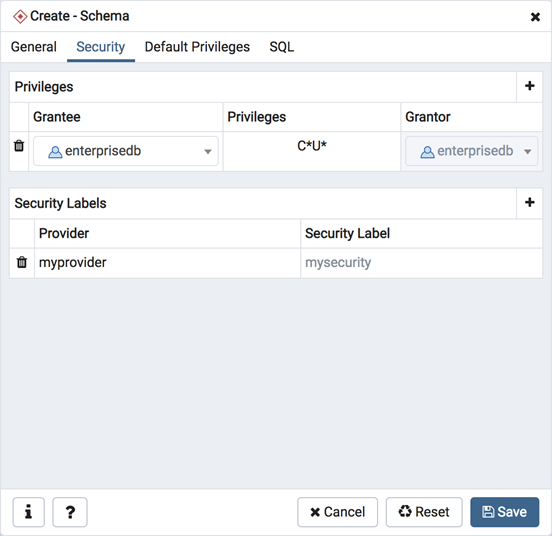 Create - Schema
General Security Default Privileges SQL
Privileges
Grantee Privileges Grantor
enterprisedb C*U* enterprisedb
Security Labels
Provider Security Label
myprovider mysecurity
i ? Cancel Reset Save